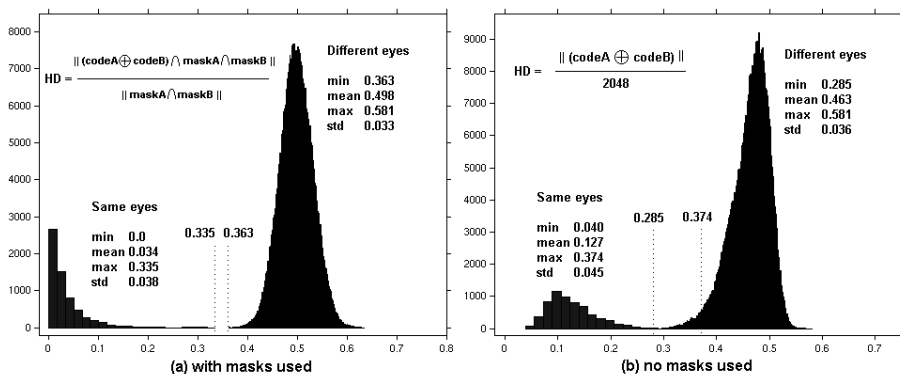 8000
7000
6000
5000
4000
3000
2000
1000
0
HD = || (codeA ⊕ codeB) ∩ maskA ∩ maskB ||
|| maskA ∩ maskB ||
Different eyes
min 0.363
mean 0.498
max 0.581
std 0.033
Same eyes
min 0.0
mean 0.034
max 0.335
std 0.038
0.335 0.363
0 0.1 0.2 0.3 0.4 0.5 0.6 0.7 0.8
(a) with masks used
9000
8000
7000
6000
5000
4000
3000
2000
1000
0
HD = || (codeA ⊕ codeB) ||
2048
Different eyes
min 0.285
mean 0.463
max 0.581
std 0.036
Same eyes
min 0.040
mean 0.127
max 0.374
std 0.045
0.285 0.374
0 0.1 0.2 0.3 0.4 0.5 0.6 0.7
(b) no masks used